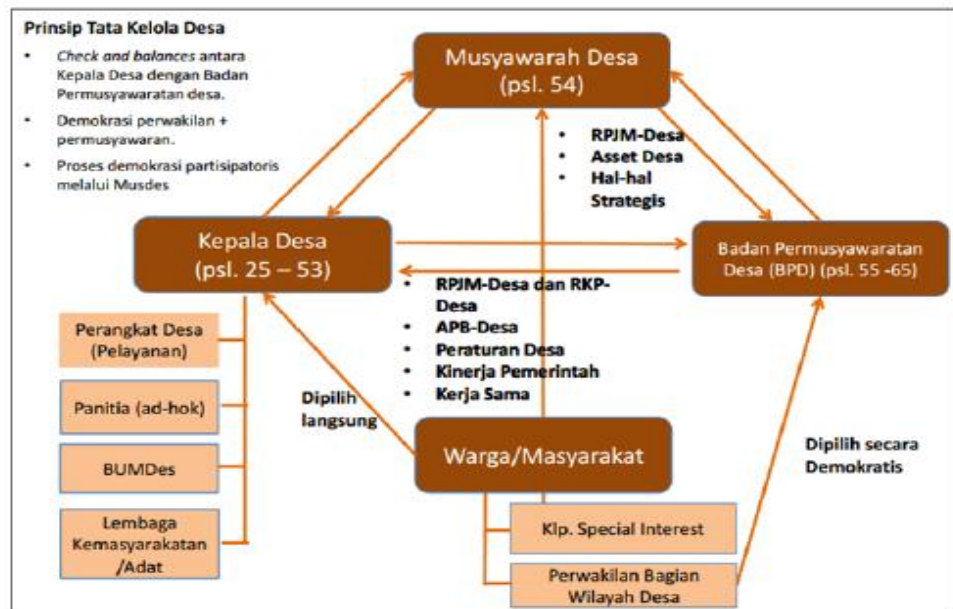 Prinsip Tata Kelola Desa
• Check and balances antara
Kepala Desa dengan Badan
Permusyawaratan desa.
• Demokrasi perwakilan +
permusyawaran.
• Proses demokrasi partisipatoris
melalui Musdes
Musyawarah Desa
(psl. 54)
• RPJM-Desa
• Asset Desa
• Hal-hal
Strategis
Kepala Desa
(psl. 25 – 53)
Badan Permusyawaratan
Desa (BPD) (psl. 55 -65)
• RPJM-Desa dan RKP-
Desa
• APB-Desa
• Peraturan Desa
• Kinerja Pemerintah
• Kerja Sama
Perangkat Desa
(Pelayanan)
Panitia (ad-hok)
BUMDes
Lembaga
Kemasyarakatan
/Adat
Dipilih
langsung
Warga/Masyarakat
Dipilih secara
Demokratis
Klp. Special Interest
Perwakilan Bagian
Wilayah Desa